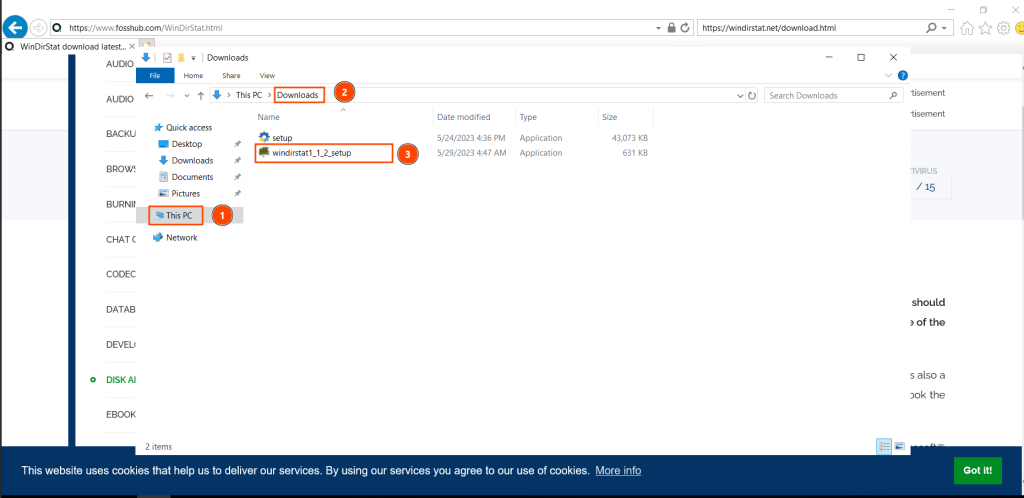 https://www.fosshub.com/WinDirStat.html
https://windirstat.net/download.html
WinDirStat download latest...
Downloads
File Home Share View
This PC > Downloads
2
Search Downloads
Name Date modified Type Size
setup 5/24/2023 4:36 PM Application 43,073 KB
windirstat1_1_2_setup 5/29/2023 4:47 AM Application 631 KB
3
Quick access
Desktop
Downloads
Documents
Pictures
This PC
1
Network
2 items
AUDIO
AUDIO
BACKU
BROWS
BURNIN
CHAT C
CODEC
DATAB
DEVEL
DISK A
EBOOK
rtisement
rtisement
TIVIRUS
/ 15
should
e of the
s also a
ook the
This website uses cookies that help us to deliver our services. By using our services you agree to our use of cookies. More info
Got it!